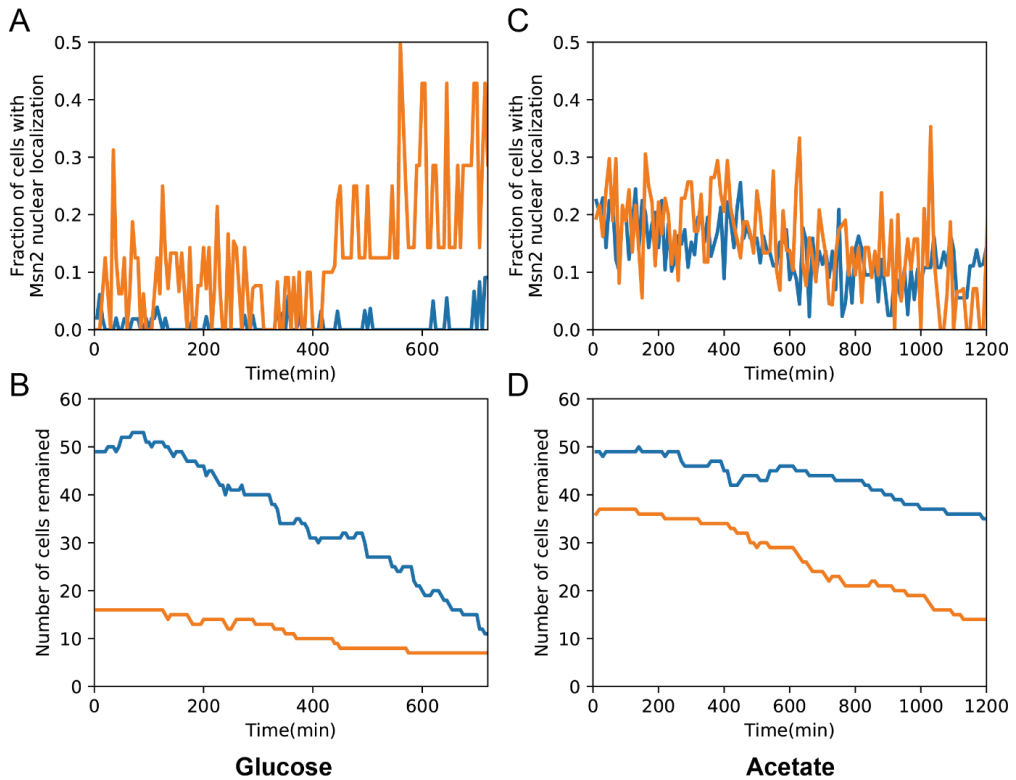 A
Fraction of cells with
Msn2 nuclear localization
0.5
0.4
0.3
0.2
0.1
0.0
0 200 400 600
Time(min)
C
Fraction of cells with
Msn2 nuclear localization
0.5
0.4
0.3
0.2
0.1
0.0
0 200 400 600 800 1000 1200
Time(min)
B
Number of cells remained
60
50
40
30
20
10
0
0 200 400 600
Time(min)
Glucose
D
Number of cells remained
60
50
40
30
20
10
0
0 200 400 600 800 1000 1200
Time(min)
Acetate